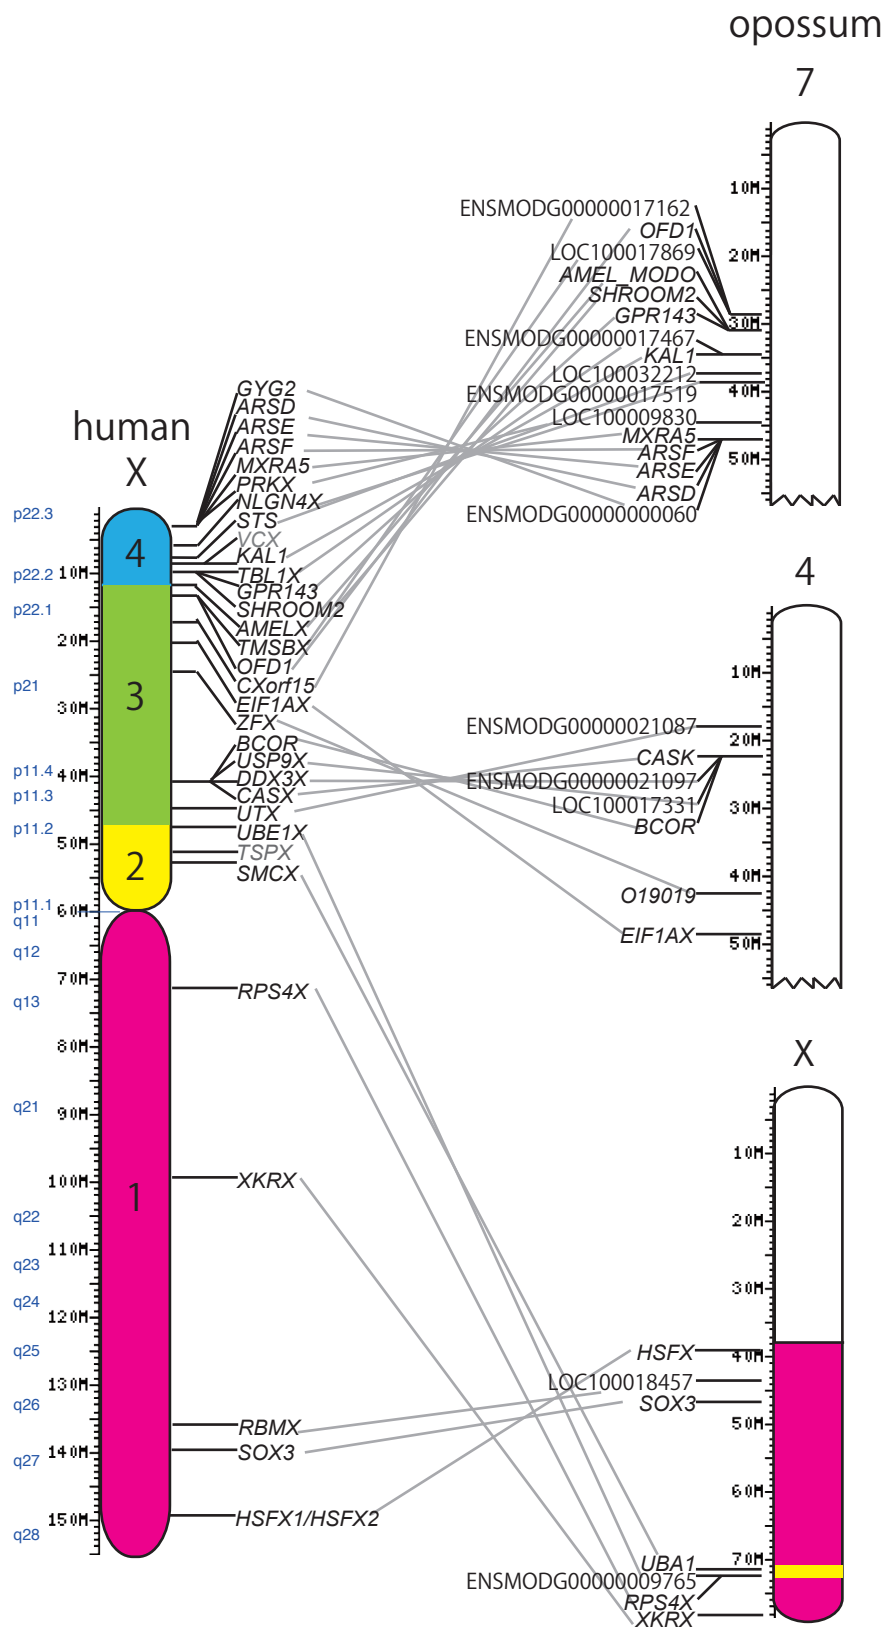 opossum
7
10M
20M
30M
40M
50M
ENSMODG00000017162
OFD1
LOC100017869
AMEL_MODO
SHROOM2
GPR143
ENSMODG00000017467
KAL1
LOC100032212
ENSMODG00000017519
LOC100009830
MXRA5
ARSF
ARSE
ARSD
ENSMODG00000000060
human
X
GYG2
ARSD
ARSE
ARSF
MXRA5
PRKX
NLGN4X
STS
VCX
KAL1
TBL1X
GPR143
SHROOM2
AMELX
TMSBX
OFD1
CXorf15
EIF1AX
ZFX
BCOR
USP9X
DDX3X
CASX
UTX
UBE1X
TSPX
SMCX
RPS4X
XKRX
RBMX
SOX3
HSFX1/HSFX2
p22.3
p22.2
p22.1
p21
p11.4
p11.3
p11.2
p11.1
q11
q12
q13
q21
q22
q23
q24
q25
q26
q27
q28
10M
20M
30M
40M
50M
60M
70M
80M
90M
100M
110M
120M
130M
140M
150M
4
3
2
1
4
10M
20M
30M
40M
50M
ENSMODG00000021087
CASK
ENSMODG00000021097
LOC100017331
BCOR
O19019
EIF1AX
X
10M
20M
30M
40M
50M
60M
70M
HSFX
LOC100018457
SOX3
UBA1
ENSMODG00000009765
RPS4X
XKRX